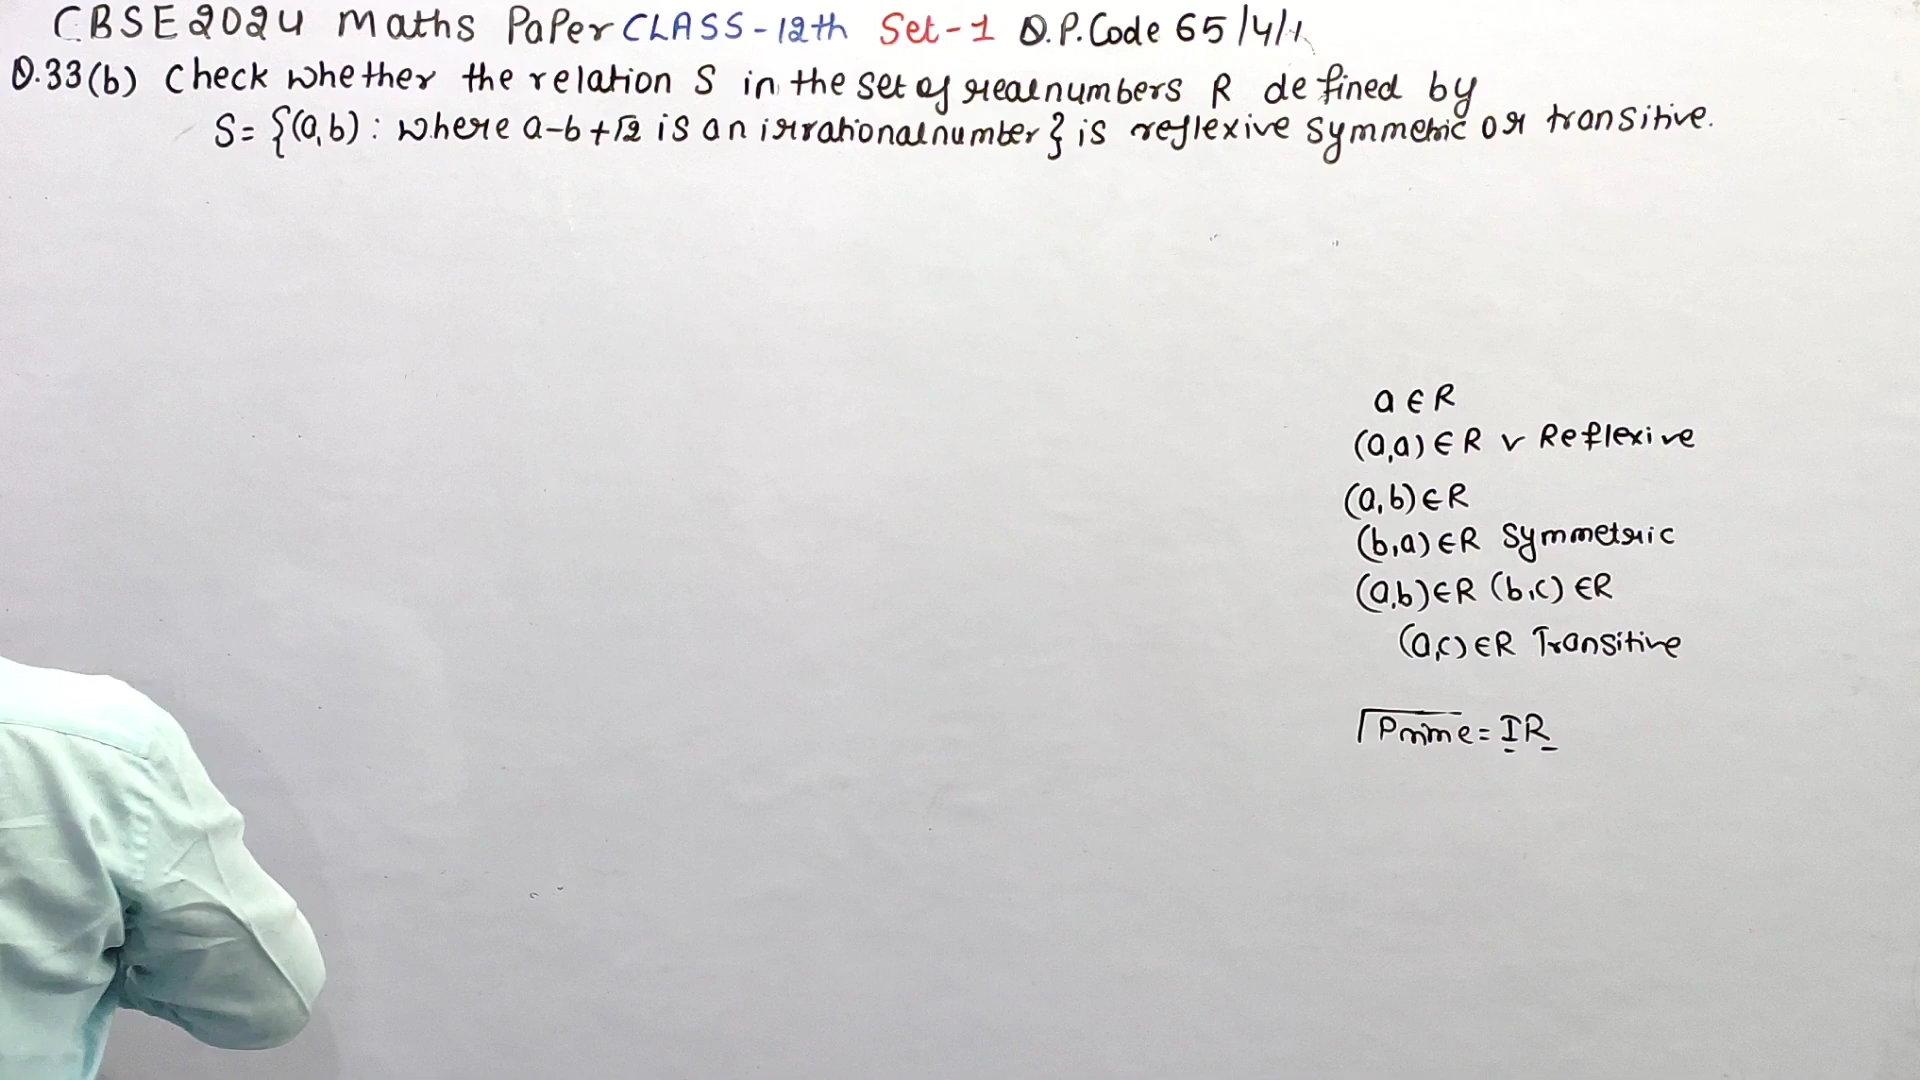 CBSE 2024 Maths Paper CLASS-12th Set-1 Q.P.Code 65/4/1
Q.33(b) Check whether the relation S in the set of real numbers R defined by
S= {(a,b) : where a-b+√2 is an irrational number} is reflexive symmetric or transitive.
a ∈ R
(a,a) ∈ R ✓ Reflexive
(a,b) ∈ R
(b,a) ∈ R Symmetric
(a,b) ∈ R (b,c) ∈ R
(a,c) ∈ R Transitive
√Prime = IR